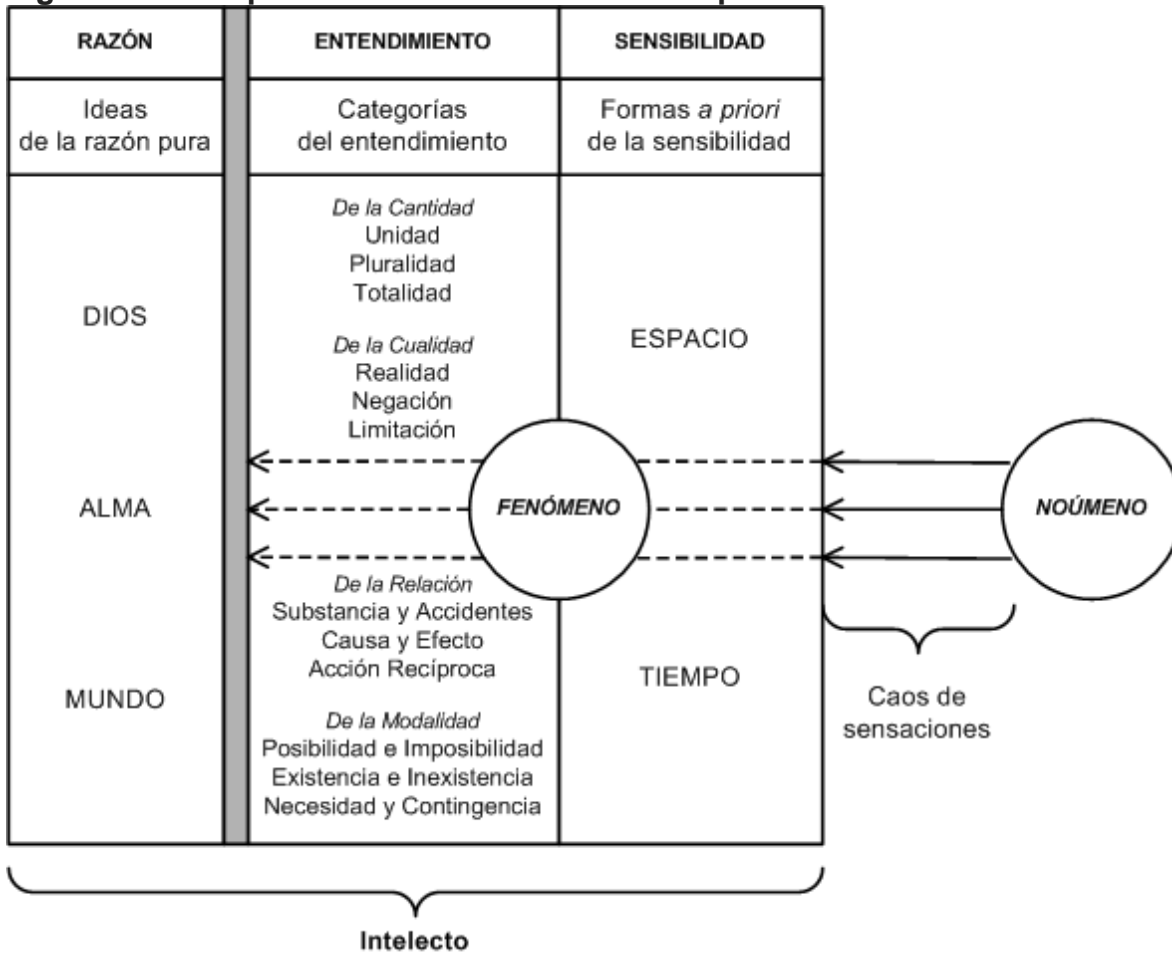 RAZÓN
ENTENDIMIENTO
SENSIBILIDAD
Ideas
de la razón pura
Categorías
del entendimiento
Formas a priori
de la sensibilidad
DIOS
ALMA
MUNDO
De la Cantidad
Unidad
Pluralidad
Totalidad
De la Cualidad
Realidad
Negación
Limitación
FENÓMENO
De la Relación
Substancia y Accidentes
Causa y Efecto
Acción Recíproca
De la Modalidad
Posibilidad e Imposibilidad
Existencia e Inexistencia
Necesidad y Contingencia
ESPACIO
TIEMPO
NOÚMENO
Caos de
sensaciones
Intelecto